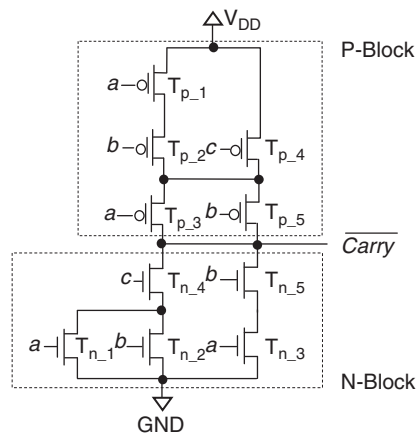 V_DD
P-Block
a T_p_1
b T_p_2 c T_p_4
a T_p_3 b T_p_5
Carry
c T_n_4 b T_n_5
a T_n_1 b T_n_2 a T_n_3
N-Block
GND